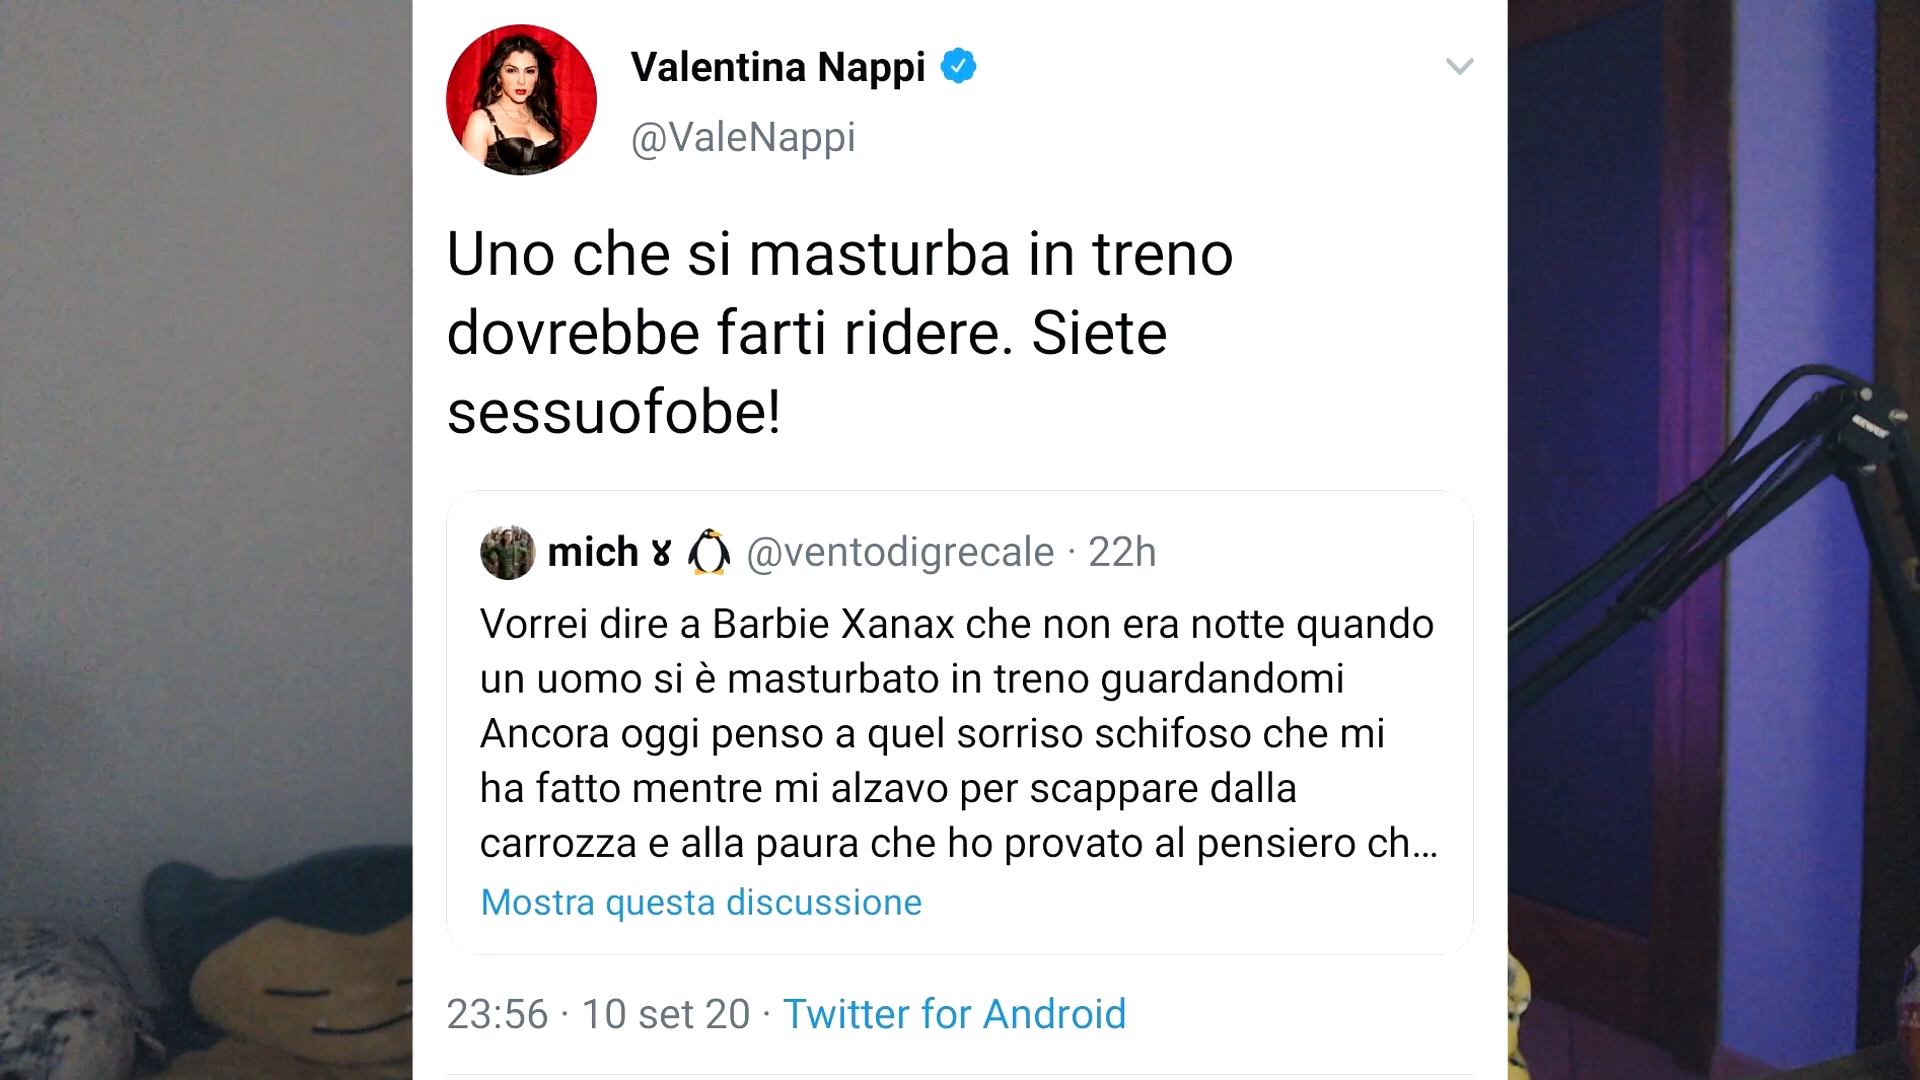 Valentina Nappi
@ValeNappi
Uno che si masturba in treno
dovrebbe farti ridere. Siete
sessuofobe!
mich ४ 🐧 @ventodigrecale · 22h
Vorrei dire a Barbie Xanax che non era notte quando
un uomo si è masturbato in treno guardandomi
Ancora oggi penso a quel sorriso schifoso che mi
ha fatto mentre mi alzavo per scappare dalla
carrozza e alla paura che ho provato al pensiero ch…
Mostra questa discussione
23:56 · 10 set 20 · Twitter for Android
NEEWER